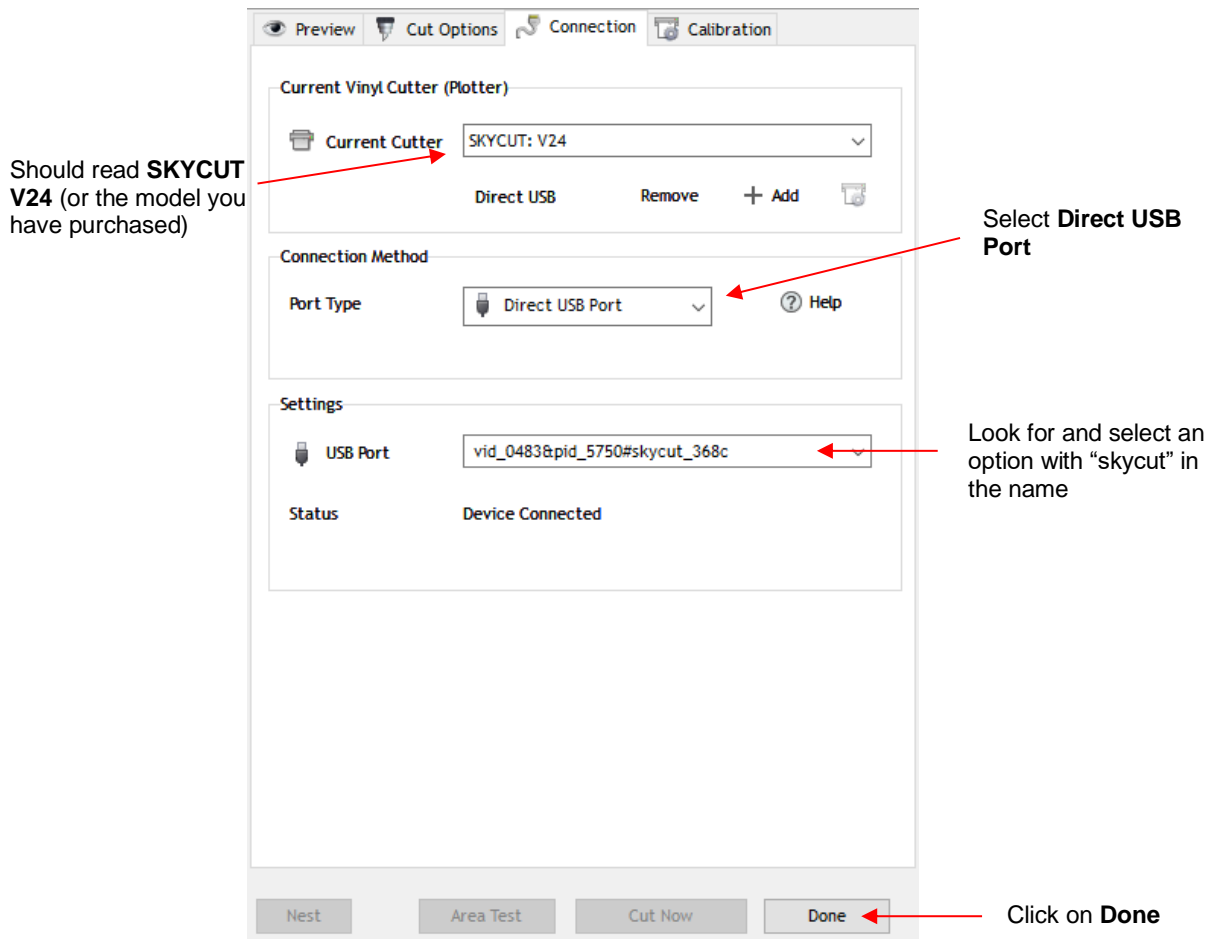 Preview Cut Options Connection Calibration
Current Vinyl Cutter (Plotter)
Current Cutter SKYCUT: V24
Should read SKYCUT
V24 (or the model you
have purchased)
Direct USB Remove + Add
Select Direct USB
Port
Connection Method
Port Type Direct USB Port ? Help
Settings
USB Port vid_0483&pid_5750#skycut_368c
Look for and select an
option with “skycut” in
the name
Status Device Connected
Nest Area Test Cut Now Done
Click on Done